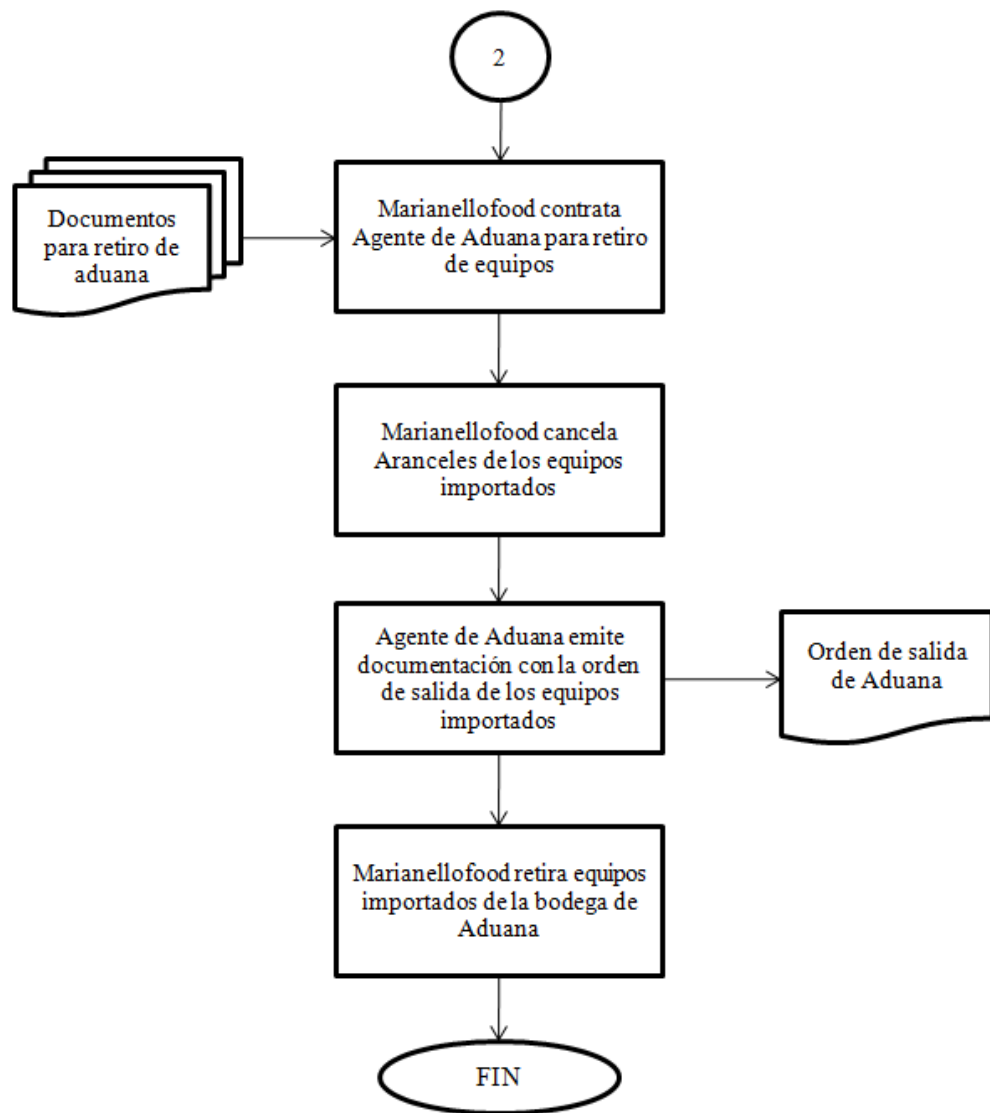 2
Documentos
para retiro de
aduana
Marianellofood contrata
Agente de Aduana para retiro
de equipos
Marianellofood cancela
Aranceles de los equipos
importados
Agente de Aduana emite
documentación con la orden
de salida de los equipos
importados
Orden de salida
de Aduana
Marianellofood retira equipos
importados de la bodega de
Aduana
FIN